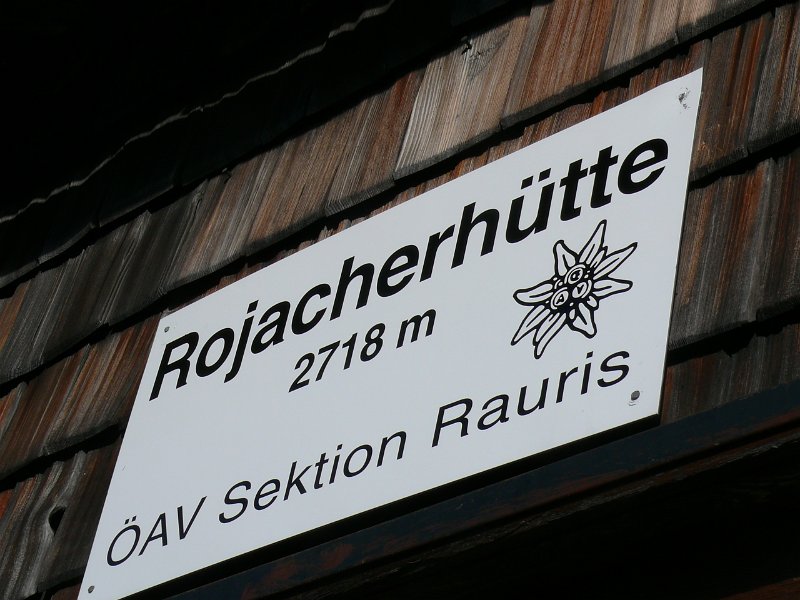 Rojacherhütte
2718 m
ÖAV Sektion Rauris